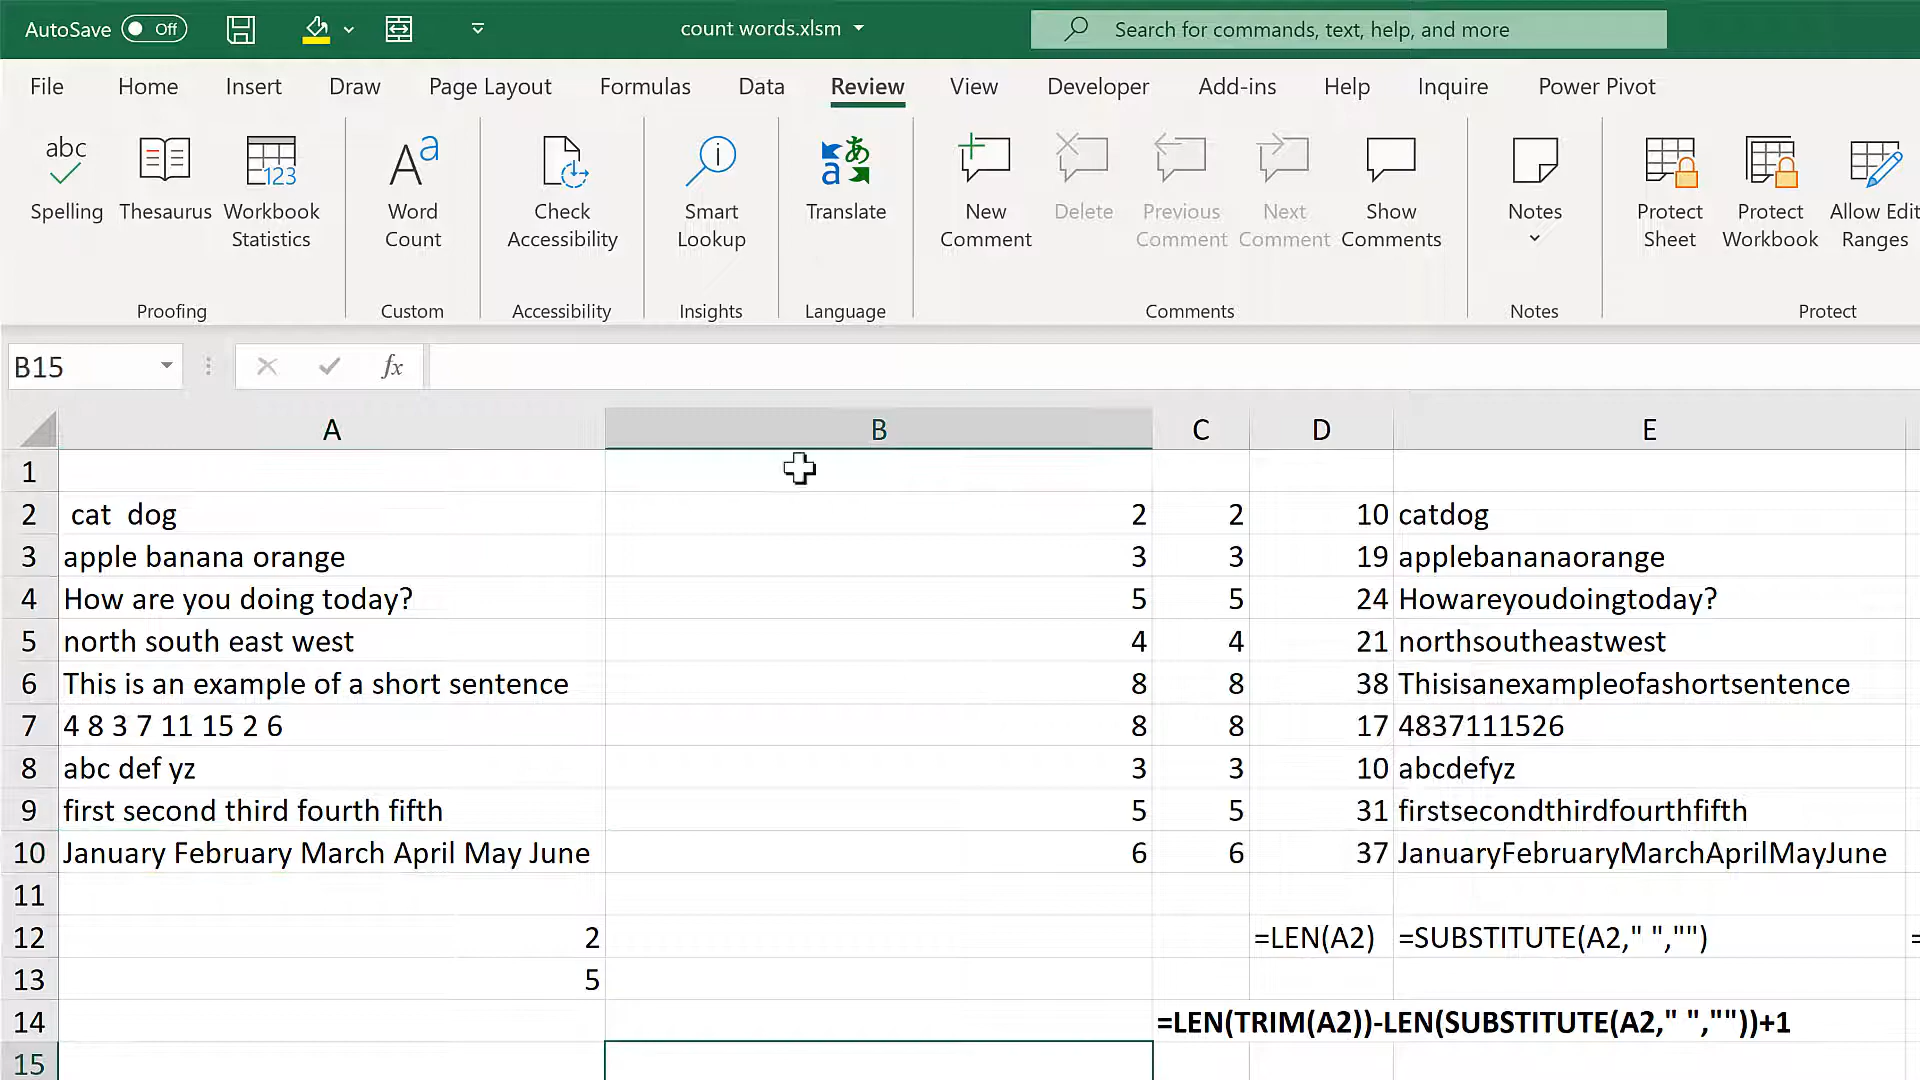 AutoSave Off count words.xlsm Search for commands, text, help, and more
File Home Insert Draw Page Layout Formulas Data Review View Developer Add-ins Help Inquire Power Pivot
abc 123 Aa i あ a
Spelling Thesaurus Workbook Statistics Word Count Check Accessibility Smart Lookup Translate New Comment Delete Previous Comment Next Comment Show Comments Notes Protect Sheet Protect Workbook Allow Edit Ranges
Proofing Custom Accessibility Insights Language Comments Notes Protect
B15 fx
A B C D E
1
2 cat  dog 2 2 10 catdog
3 apple banana orange 3 3 19 applebananaorange
4 How are you doing today? 5 5 24 Howareyoudoingtoday?
5 north south east west 4 4 21 northsoutheastwest
6 This is an example of a short sentence 8 8 38 Thisisanexampleofashortsentence
7 4 8 3 7 11 15 2 6 8 8 17 4837111526
8 abc def yz 3 3 10 abcdefyz
9 first second third fourth fifth 5 5 31 firstsecondthirdfourthfifth
10 January February March April May June 6 6 37 JanuaryFebruaryMarchAprilMayJune
11
12 2 =LEN(A2) =SUBSTITUTE(A2," ","") =
13 5
14 =LEN(TRIM(A2))-LEN(SUBSTITUTE(A2," ",""))+1
15